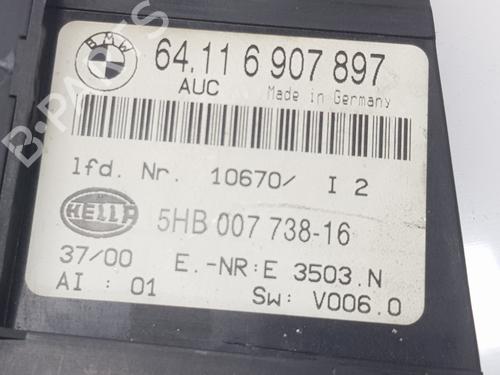 BMW
64.11 6 907 897
AUC Made in Germany
lfd. Nr. 10670/ I 2
HELLA 5HB 007 738-16
37/00 E.-NR:E 3503.N
AI : 01 SW: V006.0
B-PARTS